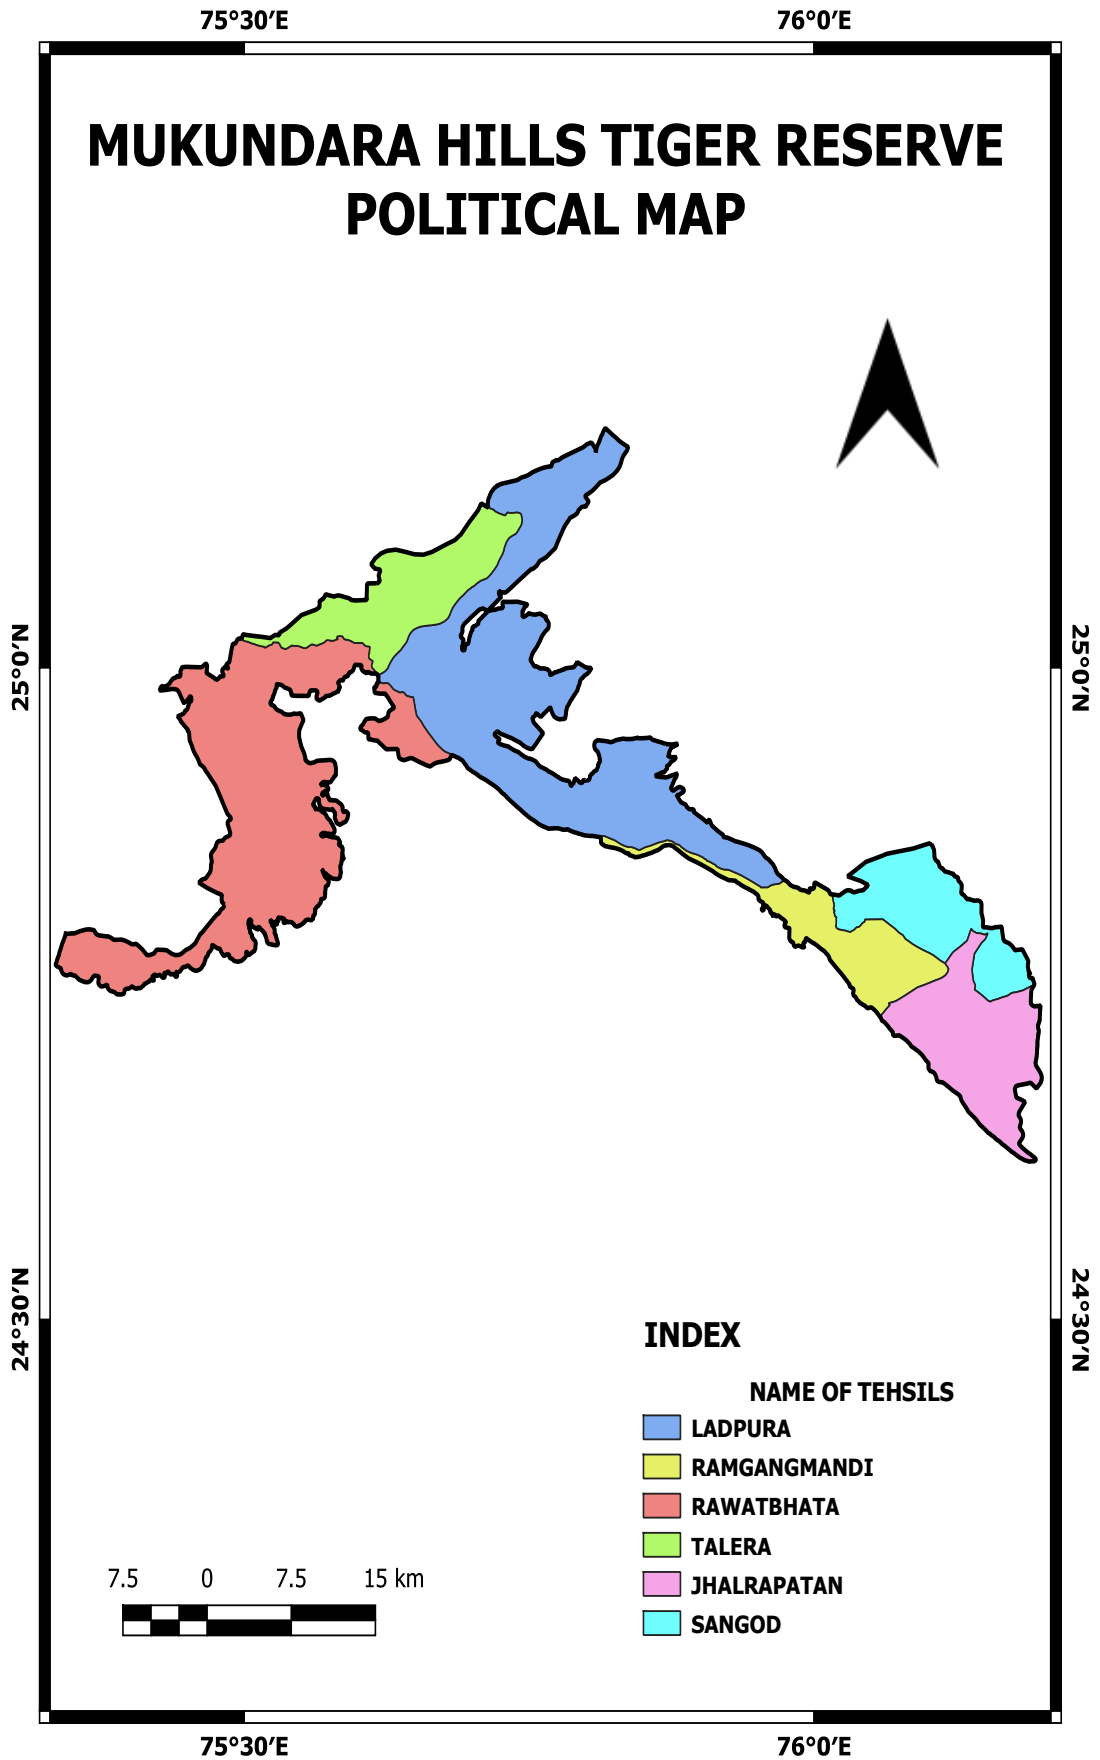 75°30′E 76°0′E
MUKUNDARA HILLS TIGER RESERVE
POLITICAL MAP
25°0′N 25°0′N
24°30′N 24°30′N
INDEX
NAME OF TEHSILS
LADPURA
RAMGANGMANDI
RAWATBHATA
TALERA
JHALRAPATAN
SANGOD
7.5 0 7.5 15 km
75°30′E 76°0′E